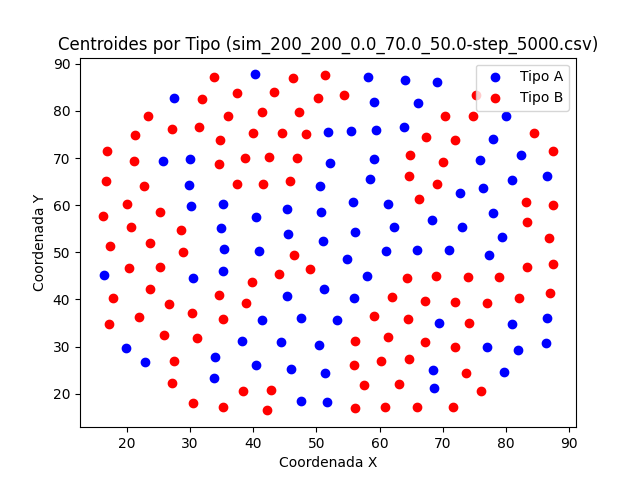 Centroides por Tipo (sim_200_200_0.0_70.0_50.0-step_5000.csv)
90
80
70
60
50
40
30
20
Coordenada Y
Tipo A
Tipo B
20 30 40 50 60 70 80 90
Coordenada X